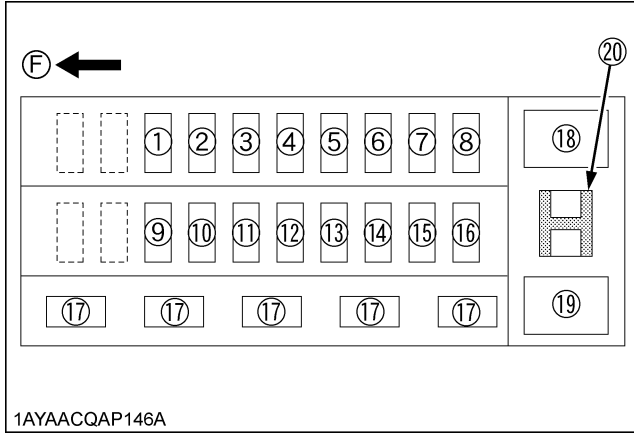 Ⓕ ⑳
① ② ③ ④ ⑤ ⑥ ⑦ ⑧ ⑱
⑨ ⑩ ⑪ ⑫ ⑬ ⑭ ⑮ ⑯
⑰ ⑰ ⑰ ⑰ ⑰ ⑲
1AYAACQAP146A